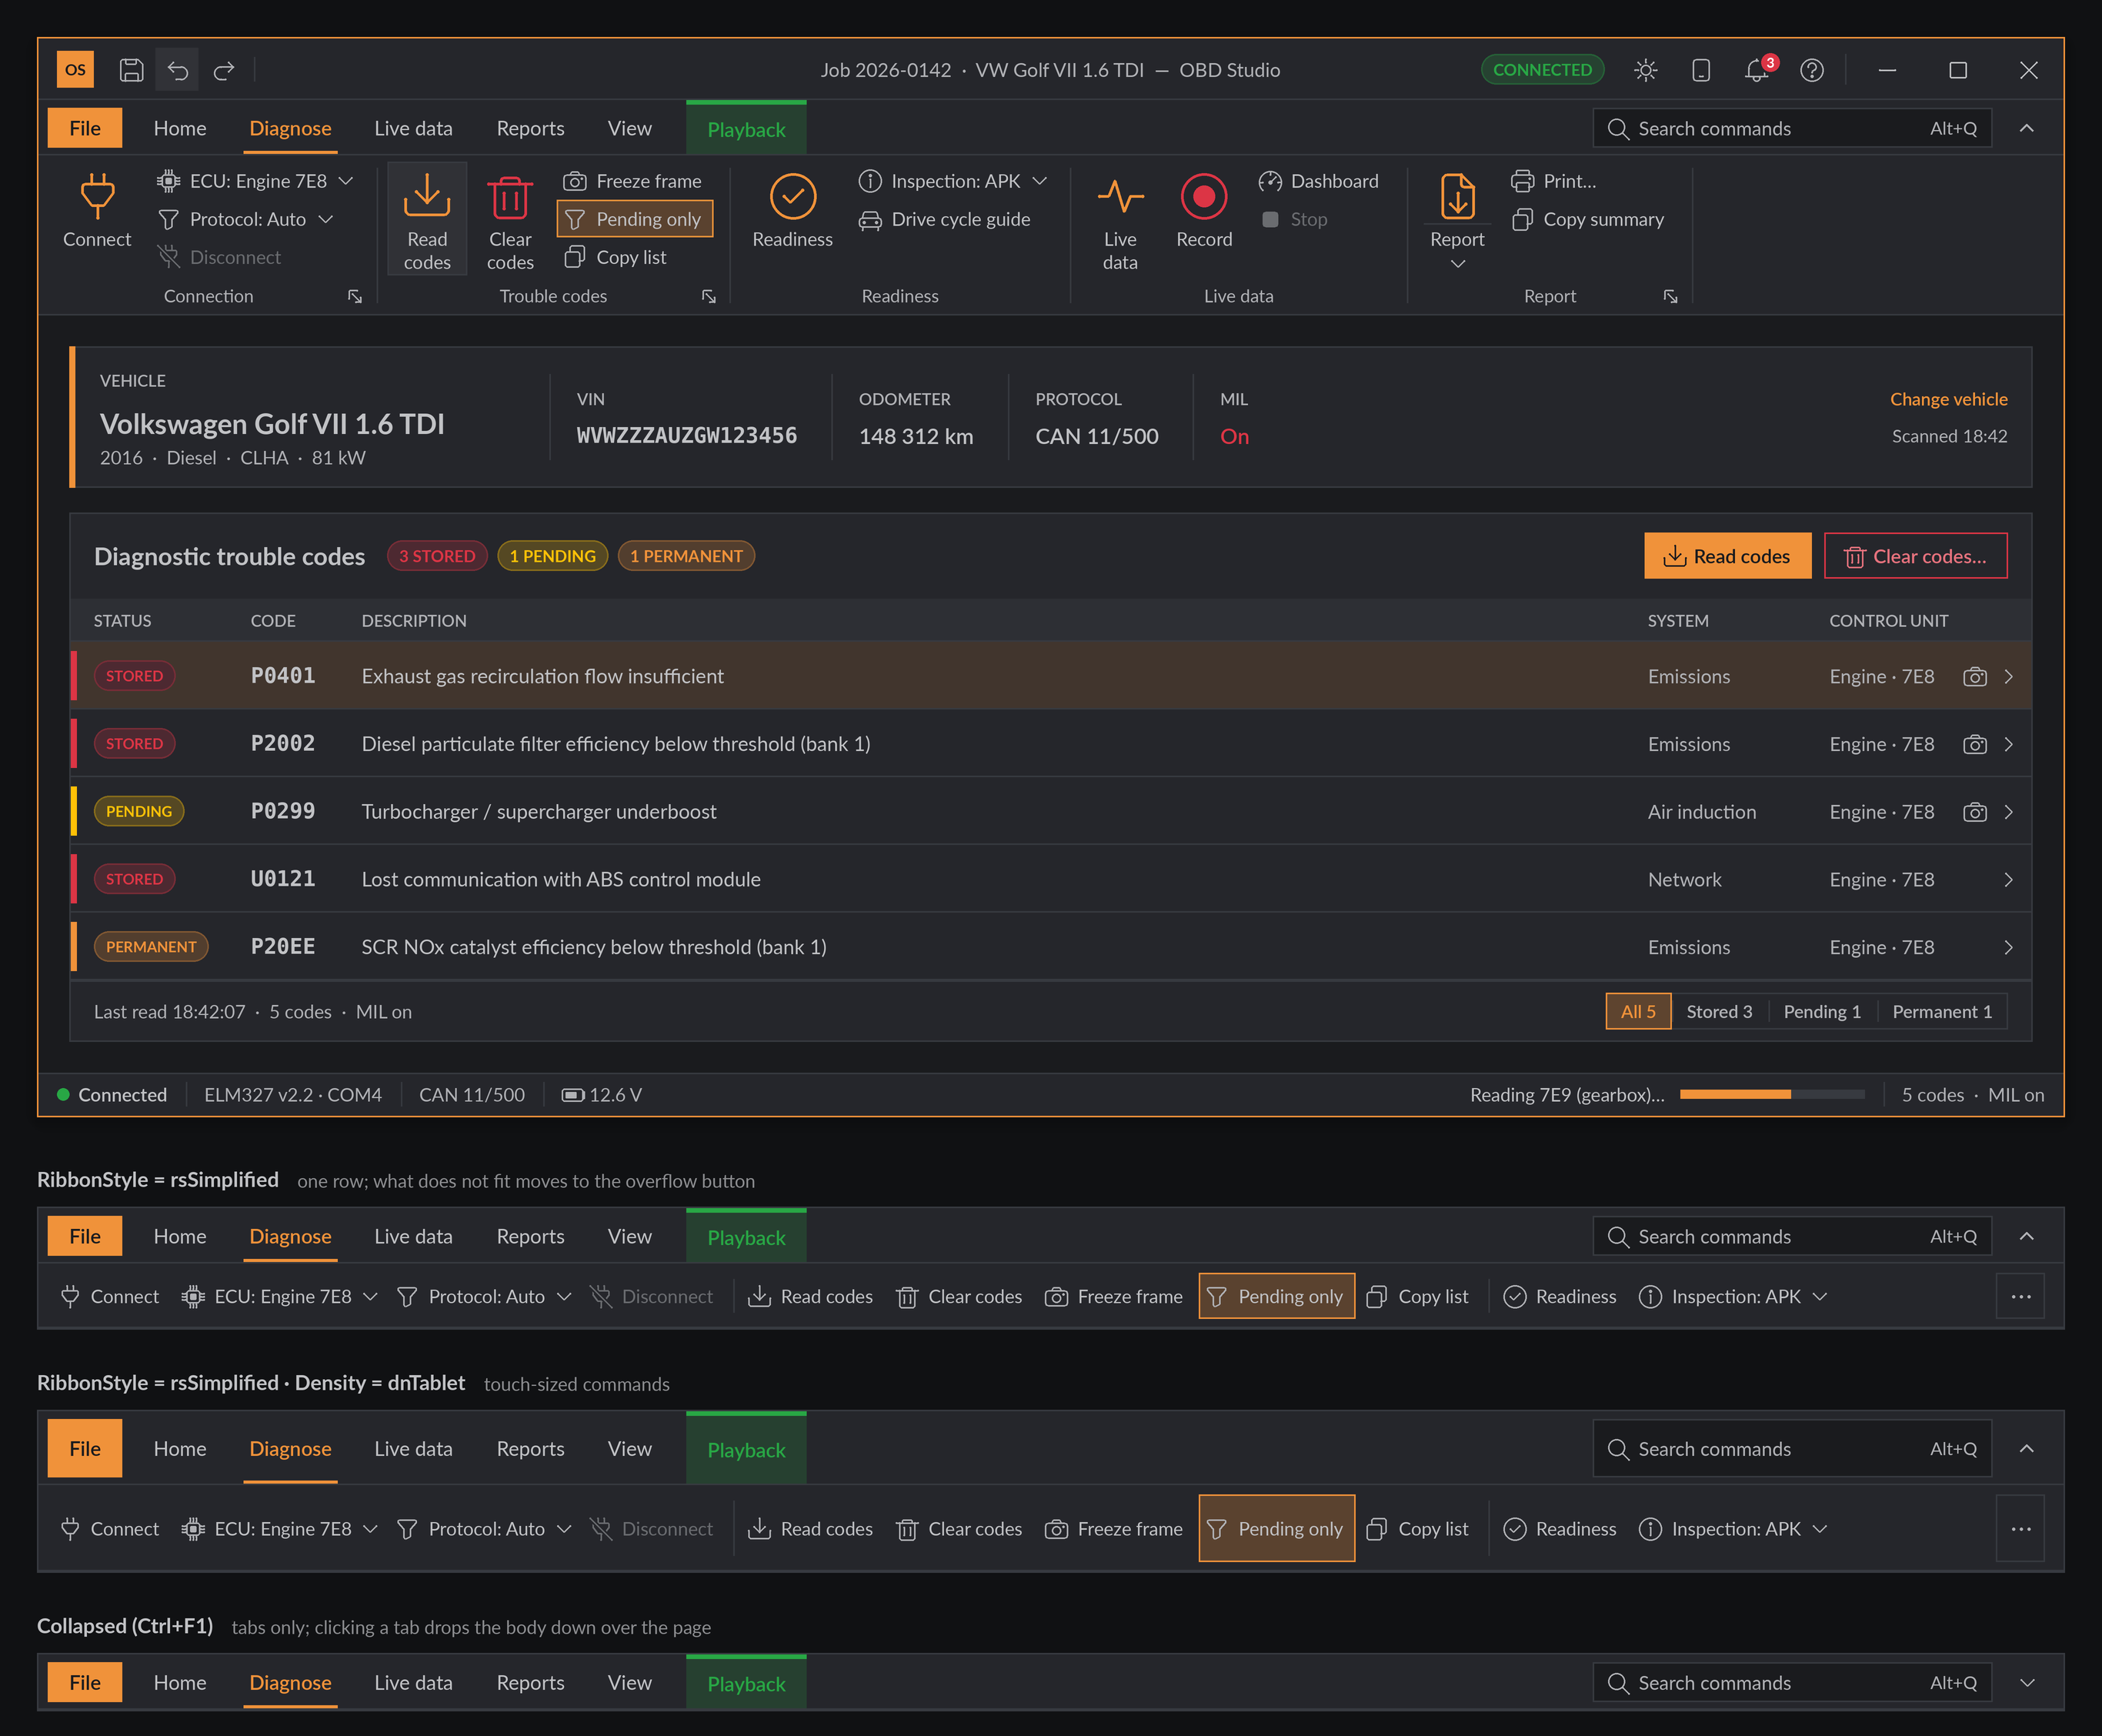 OS
Job 2026-0142 · VW Golf VII 1.6 TDI — OBD Studio
CONNECTED
3
File Home Diagnose Live data Reports View Playback
Search commands Alt+Q
Connect
ECU: Engine 7E8
Protocol: Auto
Disconnect
Connection
Read codes
Clear codes
Freeze frame
Pending only
Copy list
Trouble codes
Readiness
Inspection: APK
Drive cycle guide
Readiness
Live data
Record
Dashboard
Stop
Live data
Report
Print...
Copy summary
Report
VEHICLE
Volkswagen Golf VII 1.6 TDI
2016 · Diesel · CLHA · 81 kW
VIN
WVWZZZAUZGW123456
ODOMETER
148 312 km
PROTOCOL
CAN 11/500
MIL
On
Change vehicle
Scanned 18:42
Diagnostic trouble codes 3 STORED 1 PENDING 1 PERMANENT
Read codes Clear codes...
STATUS CODE DESCRIPTION SYSTEM CONTROL UNIT
STORED P0401 Exhaust gas recirculation flow insufficient Emissions Engine · 7E8
STORED P2002 Diesel particulate filter efficiency below threshold (bank 1) Emissions Engine · 7E8
PENDING P0299 Turbocharger / supercharger underboost Air induction Engine · 7E8
STORED U0121 Lost communication with ABS control module Network Engine · 7E8
PERMANENT P20EE SCR NOx catalyst efficiency below threshold (bank 1) Emissions Engine · 7E8
Last read 18:42:07 · 5 codes · MIL on
All 5 Stored 3 Pending 1 Permanent 1
Connected ELM327 v2.2 · COM4 CAN 11/500 12.6 V
Reading 7E9 (gearbox)... 5 codes · MIL on
RibbonStyle = rsSimplified one row; what does not fit moves to the overflow button
File Home Diagnose Live data Reports View Playback
Search commands Alt+Q
Connect ECU: Engine 7E8 Protocol: Auto Disconnect Read codes Clear codes Freeze frame Pending only Copy list Readiness Inspection: APK
RibbonStyle = rsSimplified · Density = dnTablet touch-sized commands
File Home Diagnose Live data Reports View Playback
Search commands Alt+Q
Connect ECU: Engine 7E8 Protocol: Auto Disconnect Read codes Clear codes Freeze frame Pending only Copy list Readiness Inspection: APK
Collapsed (Ctrl+F1) tabs only; clicking a tab drops the body down over the page
File Home Diagnose Live data Reports View Playback
Search commands Alt+Q